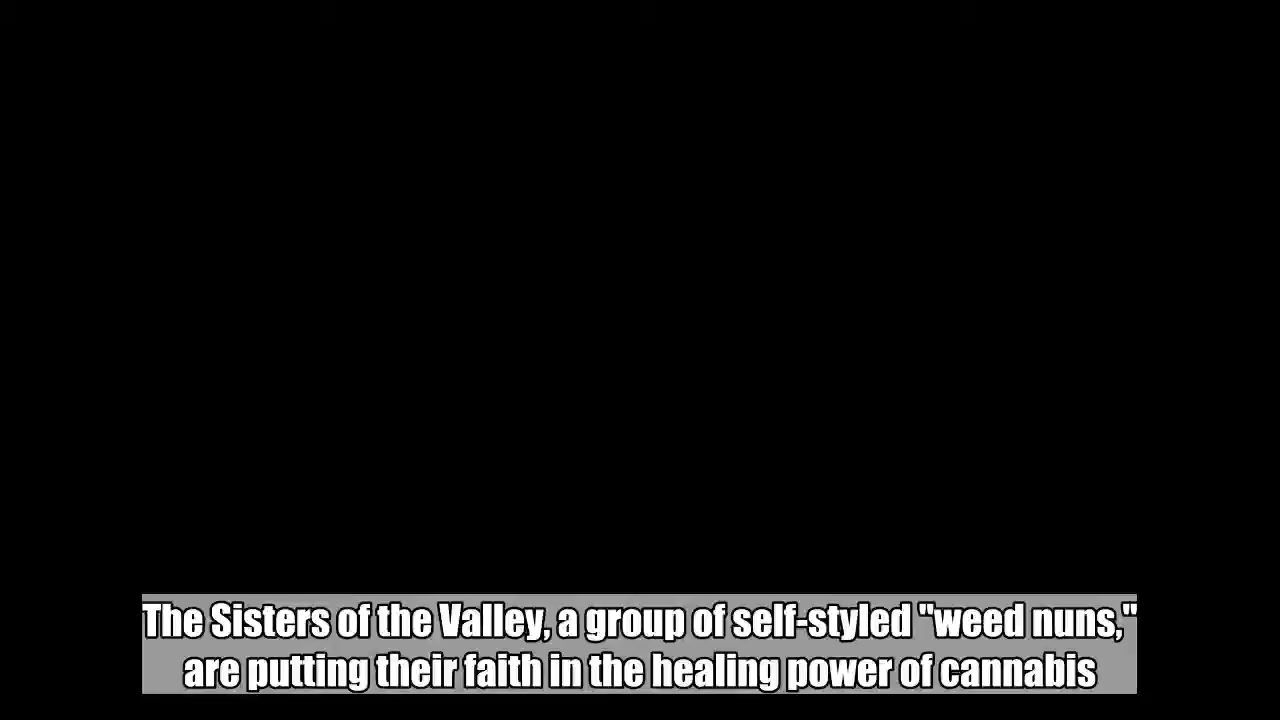 The Sisters of the Valley, a group of self-styled "weed nuns,"
are putting their faith in the healing power of cannabis